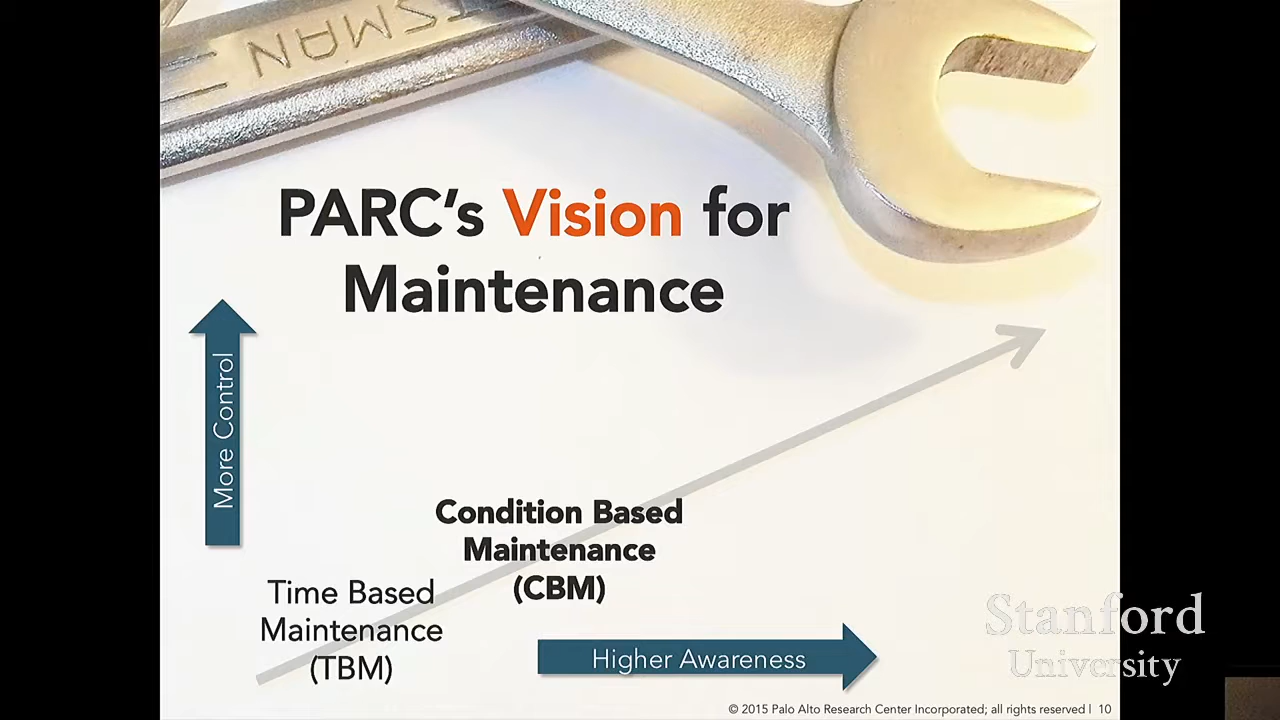 TSMAN
PARC's Vision for
Maintenance
More Control
Condition Based
Maintenance
(CBM)
Time Based
Maintenance
(TBM)
Higher Awareness
Stanford
University
© 2015 Palo Alto Research Center Incorporated; all rights reserved | 10